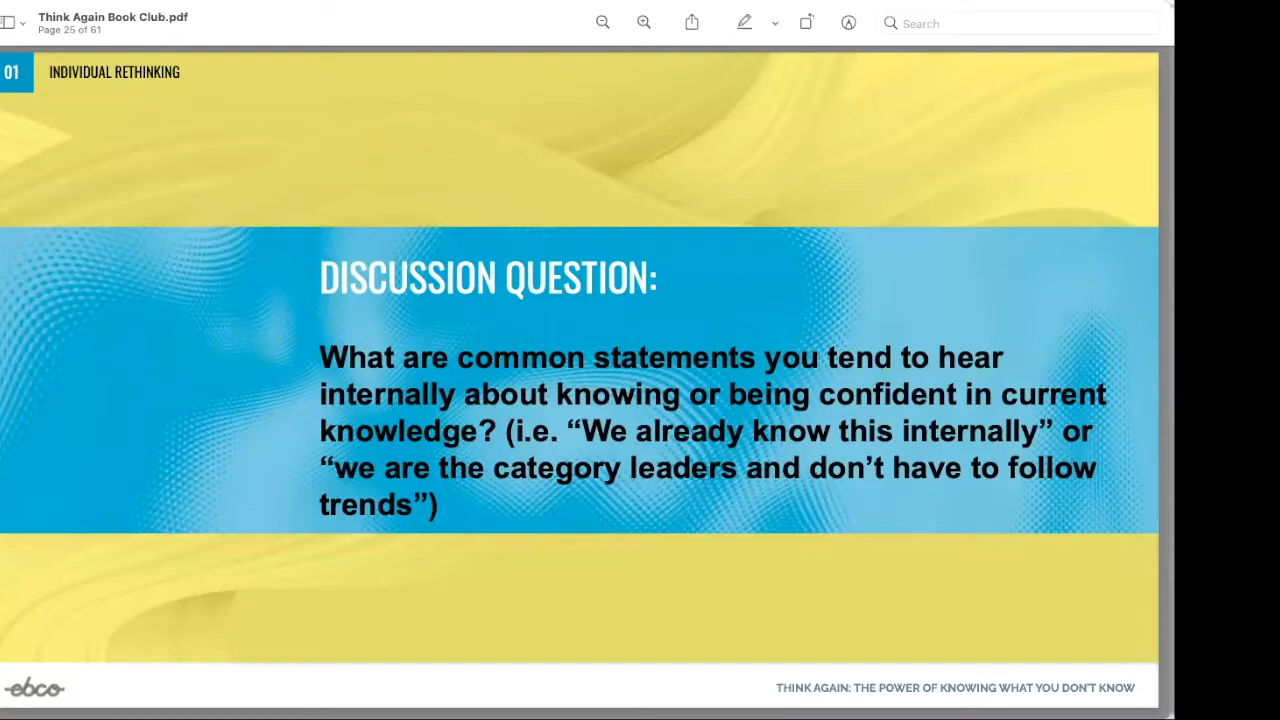 Think Again Book Club.pdf
Page 25 of 61
Search
01 INDIVIDUAL RETHINKING
DISCUSSION QUESTION:
What are common statements you tend to hear
internally about knowing or being confident in current
knowledge? (i.e. “We already know this internally” or
“we are the category leaders and don’t have to follow
trends”)
ebco
THINK AGAIN: THE POWER OF KNOWING WHAT YOU DON'T KNOW